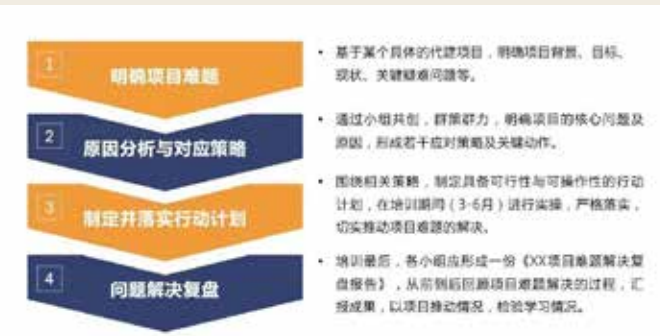 1
明确项目难题
• 基于某个具体的代建项目，明确项目背景、目标、
现状、关键疑难问题等。
2
原因分析与对应策略
• 通过小组共创，群策群力，明确项目的核心问题及
原因，形成若干应对策略及关键动作。
3
制定并落实行动计划
• 围绕相关策略，制定具备可行性与可操作性的行动
计划，在培训期间（3-6月）进行实操，严格落实，
切实推动项目难题的解决。
4
问题解决复盘
• 培训最后，各小组应形成一份《XX项目难题解决复
盘报告》，从前到后回顾项目难题解决的过程，汇
报成果，以项目推动情况，检验学习情况。